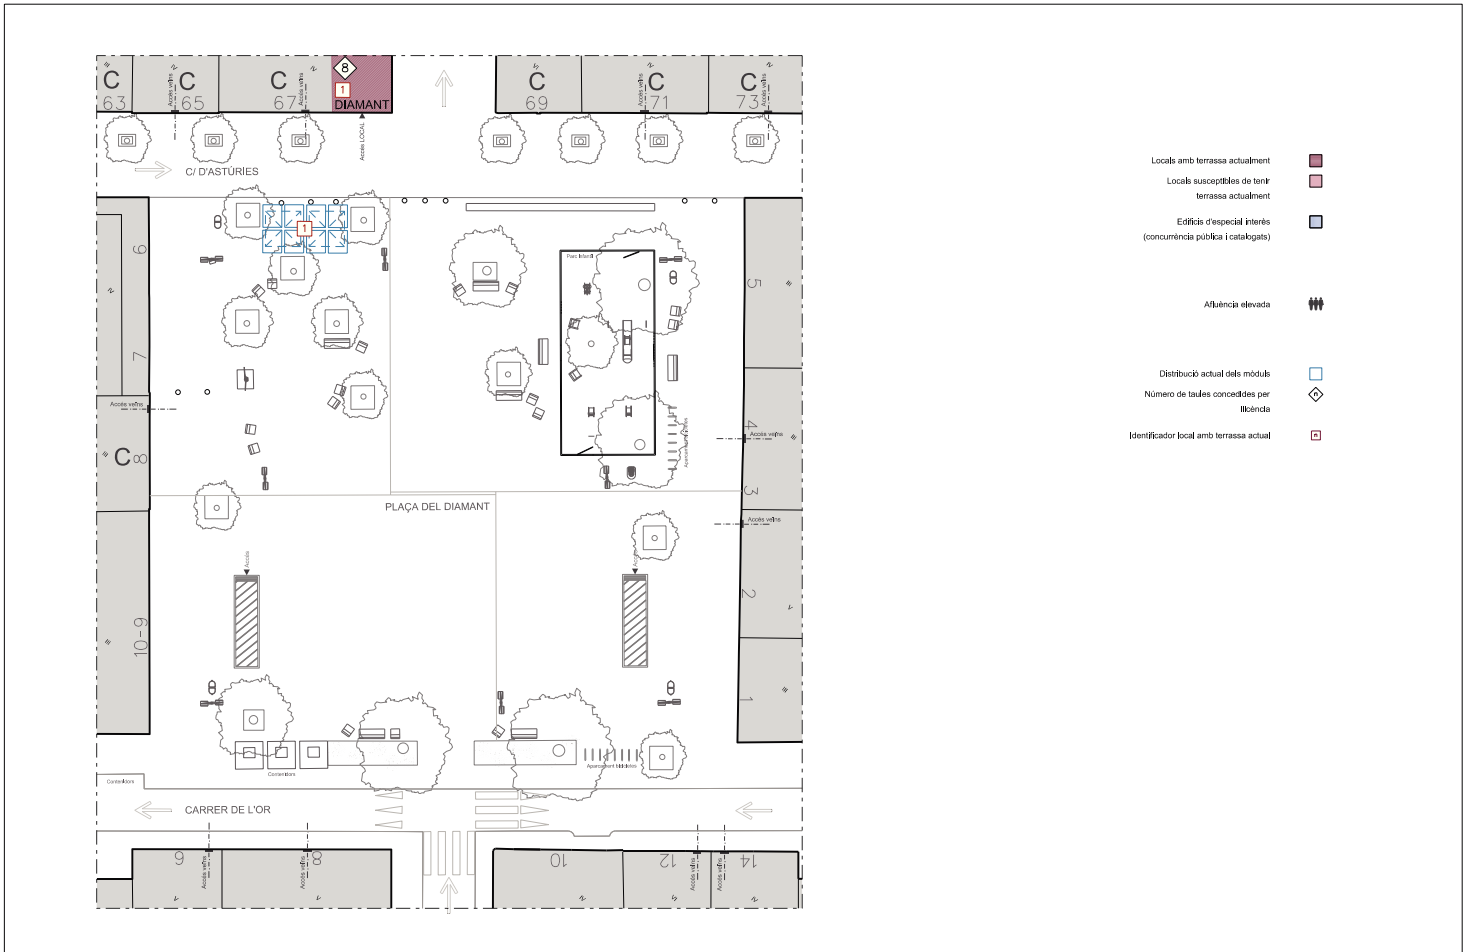 C
63
C
65
Accés veïns
C
67
Accés veïns
8
1
DIAMANT
Accés LOCAL
C
69
C
71
Accés veïns
C
73
Accés veïns
C/ D'ASTÚRIES
1
Parc Infantil
9
7
Accés veïns
C 8
10-9
5
4
Accés veïns
3
Accés veïns
2
1
PLAÇA DEL DIAMANT
Accés
Contenidors
Contenidors
Aparcament bicicletes
CARRER DE L'OR
6
Accés veïns
8
Accés veïns
10
12
Accés veïns
14
Accés veïns
Locals amb terrassa actualment
Locals susceptibles de tenir
terrassa actualment
Edificis d'especial interès
(concurrència pública i catalogats)
Afluència elevada
Distribució actual dels mòduls
Número de taules concedides per
llicència
n
Identificador local amb terrassa actual
n